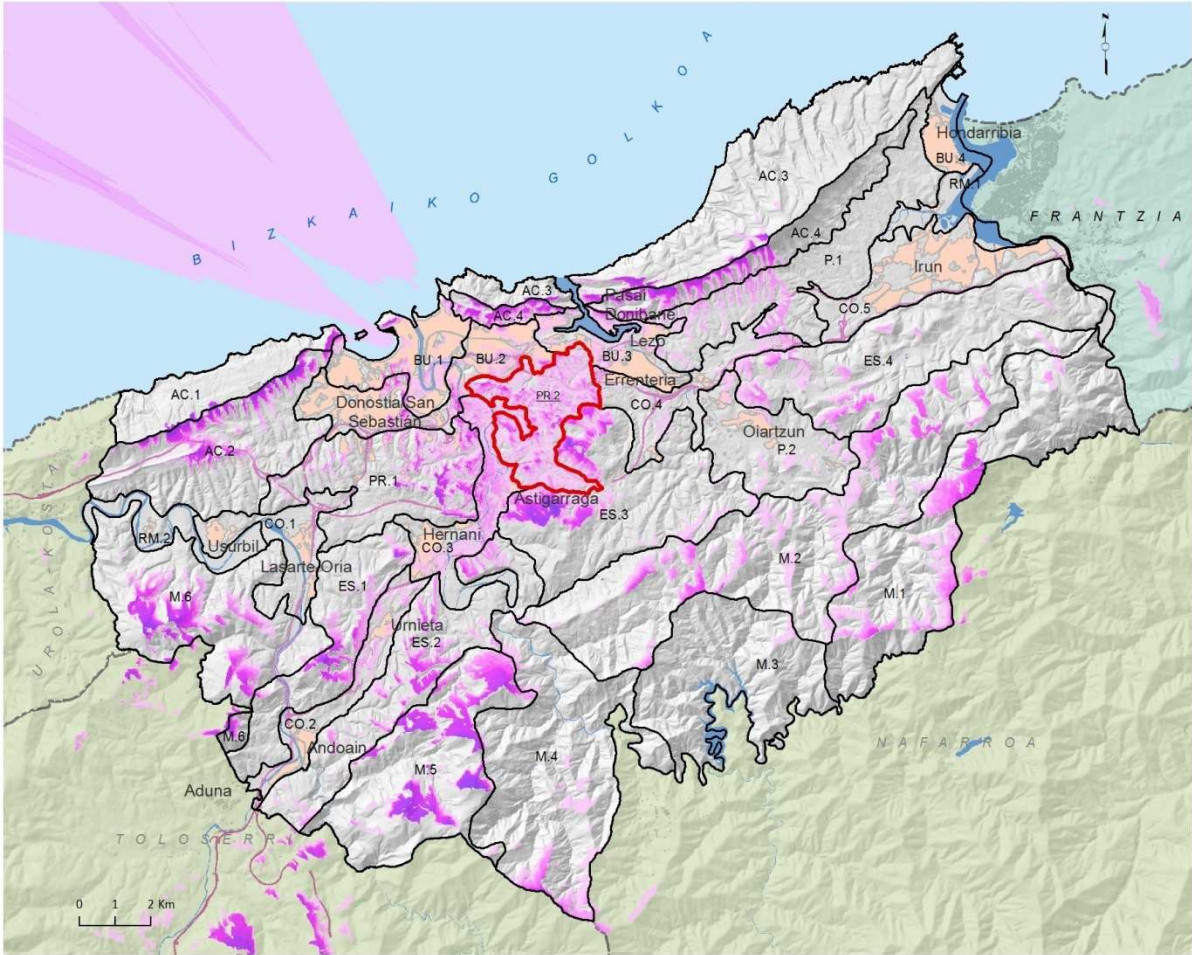 N
BIZKAIKO GOLKOA
Hondarribia
BU.4
AC.3
RM.1
FRANTZIA
AC.4
P.1
Irun
AC.3
Pasai
Donibane
AC.4
CO.5
Lezo
BU.1
BU.2
BU.3
ES.4
AC.1
Errenteria
PR.2
CO.4
Donostia/San
Sebastián
Oiartzun
P.2
AC.2
PR.1
UROLA KOSTA
Astigarraga
ES.3
CO.1
RM.2
Usurbil
Hernani
CO.3
Lasarte-Oria
M.2
ES.1
M.6
M.1
Urnieta
ES.2
M.3
CO.2
M.6
Andoain
M.4
NAFARROA
M.5
Aduna
TOLOSERRI
0 1 2 Km